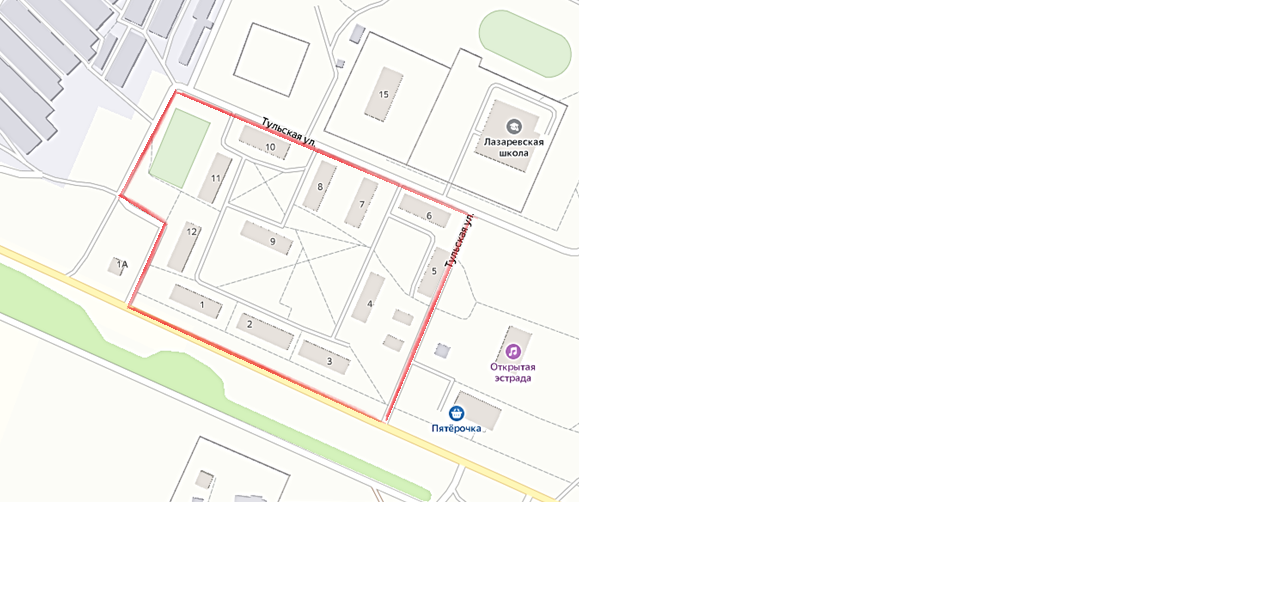 15
Тульская ул.
Лазаревская
школа
10
11
8
7
6
12
9
Тульская ул.
1А
5
1
4
2
3
Открытая
эстрада
Пятёрочка